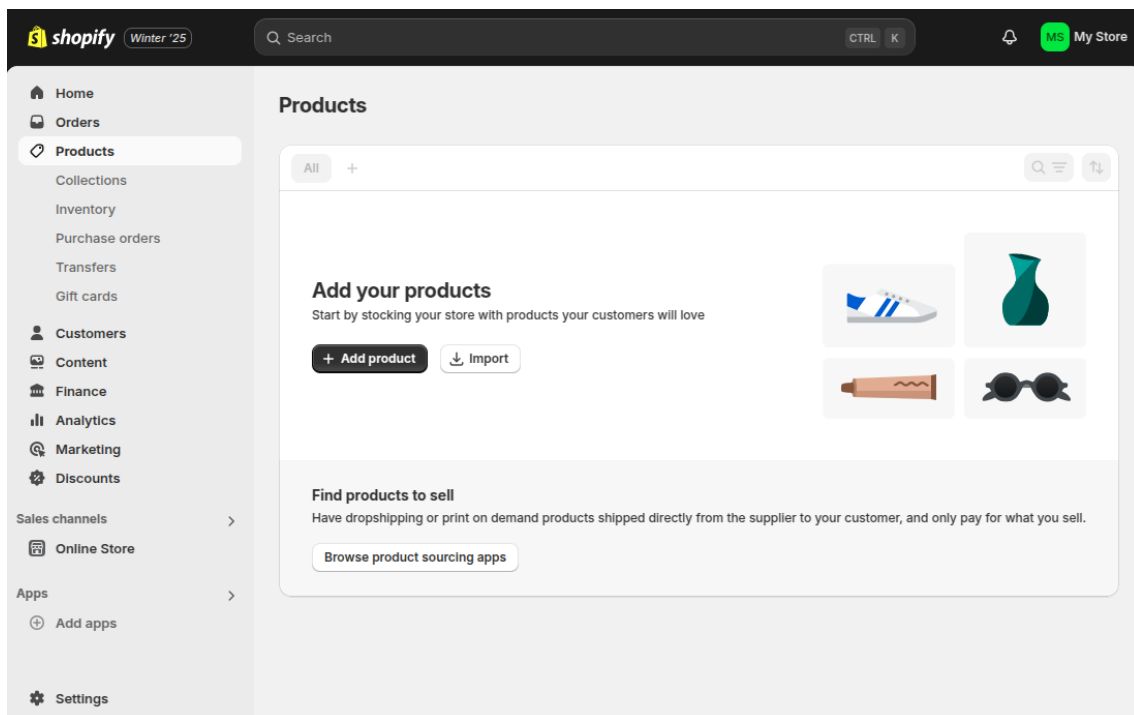 shopify Winter '25
Search CTRL K
MS My Store
Home
Orders
Products
Collections
Inventory
Purchase orders
Transfers
Gift cards
Customers
Content
Finance
Analytics
Marketing
Discounts
Sales channels
Online Store
Apps
Add apps
Settings
Products
All
Add your products
Start by stocking your store with products your customers will love
Add product Import
Find products to sell
Have dropshipping or print on demand products shipped directly from the supplier to your customer, and only pay for what you sell.
Browse product sourcing apps